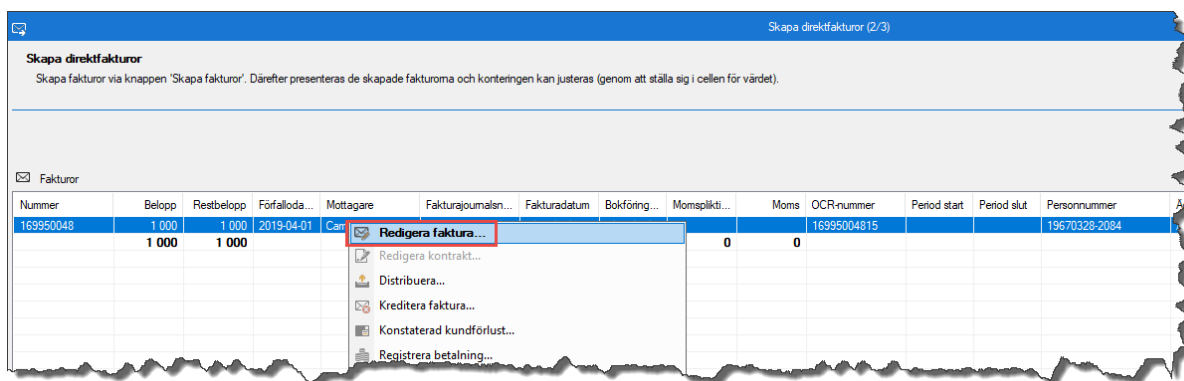 Skapa direktfakturor (2/3)
Skapa direktfakturor
Skapa fakturor via knappen 'Skapa fakturor'. Därefter presenteras de skapade fakturorna och konteringen kan justeras (genom att ställa sig i cellen för värdet).
Fakturor
Nummer Belopp Restbelopp Förfalloda... Mottagare Fakturajournalsn... Fakturadatum Bokföring... Momsplikti... Moms OCR-nummer Period start Period slut Personnummer
169950048 1 000 1 000 2019-04-01 16995004815 19670328-2084
1 000 1 000 0 0
Redigera faktura...
Redigera kontrakt...
Distribuera...
Kreditera faktura...
Konstaterad kundförlust...
Registrera betalning...